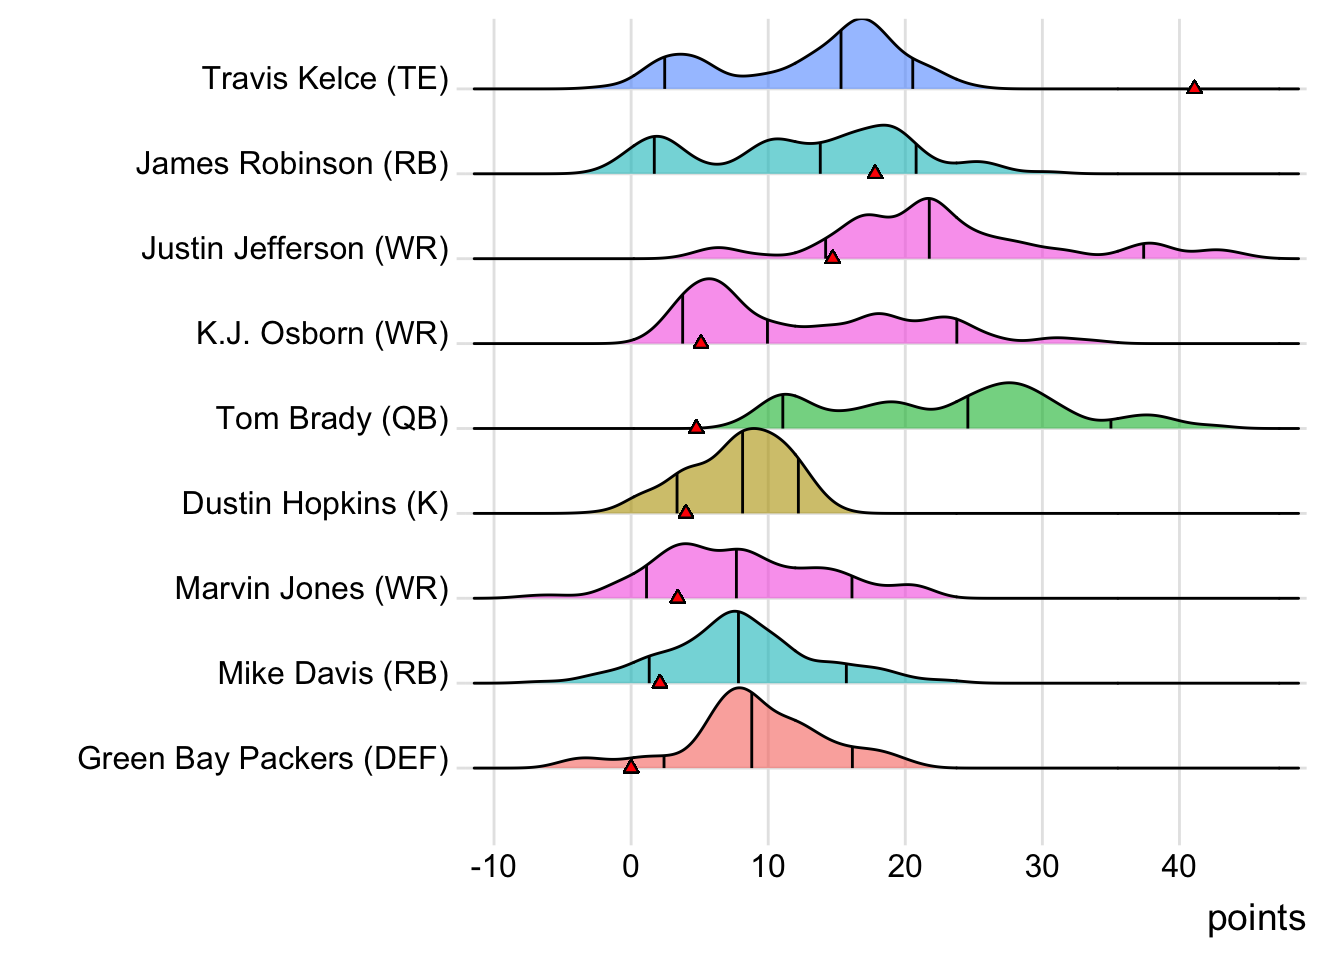 Travis Kelce (TE)
James Robinson (RB)
Justin Jefferson (WR)
K.J. Osborn (WR)
Tom Brady (QB)
Dustin Hopkins (K)
Marvin Jones (WR)
Mike Davis (RB)
Green Bay Packers (DEF)
-10 0 10 20 30 40
points